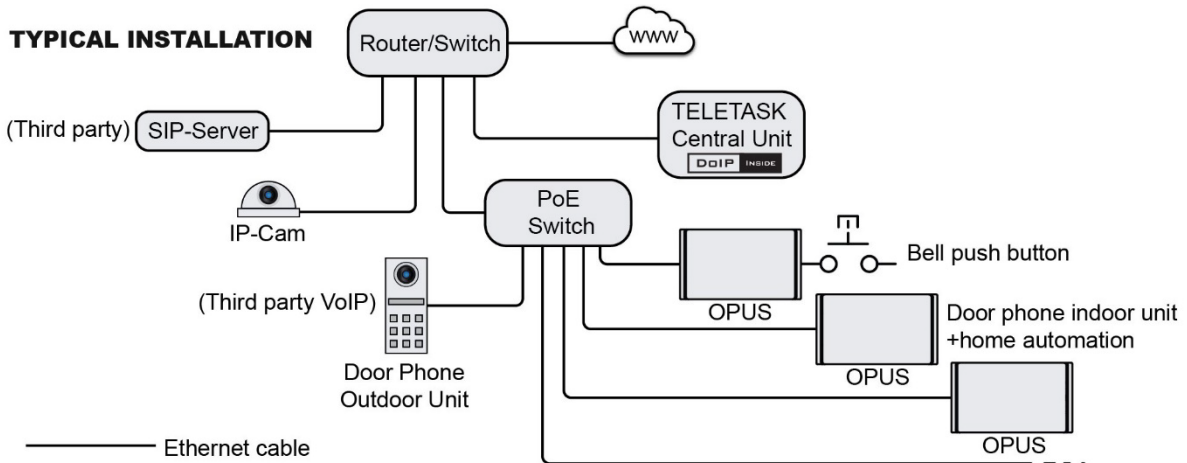 TYPICAL INSTALLATION
Router/Switch
WWW
(Third party)
SIP-Server
TELETASK
Central Unit
DoIP INSIDE
IP-Cam
PoE
Switch
Bell push button
OPUS
(Third party VoIP)
Door phone indoor unit
+home automation
OPUS
Door Phone
Outdoor Unit
OPUS
Ethernet cable